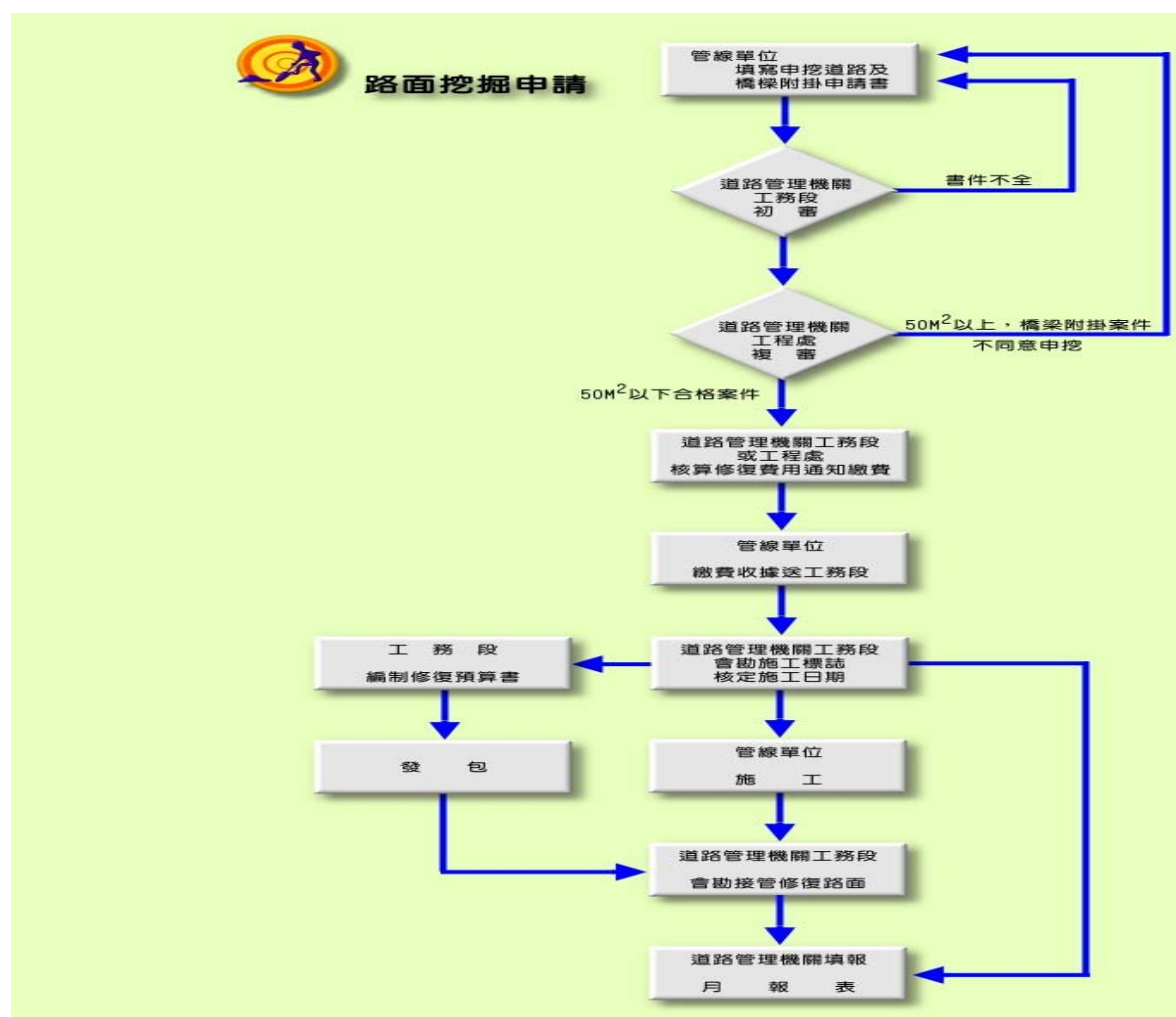 路面挖掘申請
管線單位
填寫申挖道路及
橋樑附掛申請書
道路管理機關
工務段
初 審
書件不全
道路管理機關
工程處
複 審
50M²以上，橋梁附掛案件
不同意申挖
50M²以下合格案件
道路管理機關工務段
或工程處
核算修復費用通知繳費
管線單位
繳費收據送工務段
道路管理機關工務段
會勘施工標誌
核定施工日期
工 務 段
編制修復預算書
發 包
管線單位
施 工
道路管理機關工務段
會勘接管修復路面
道路管理機關填報
月 報 表